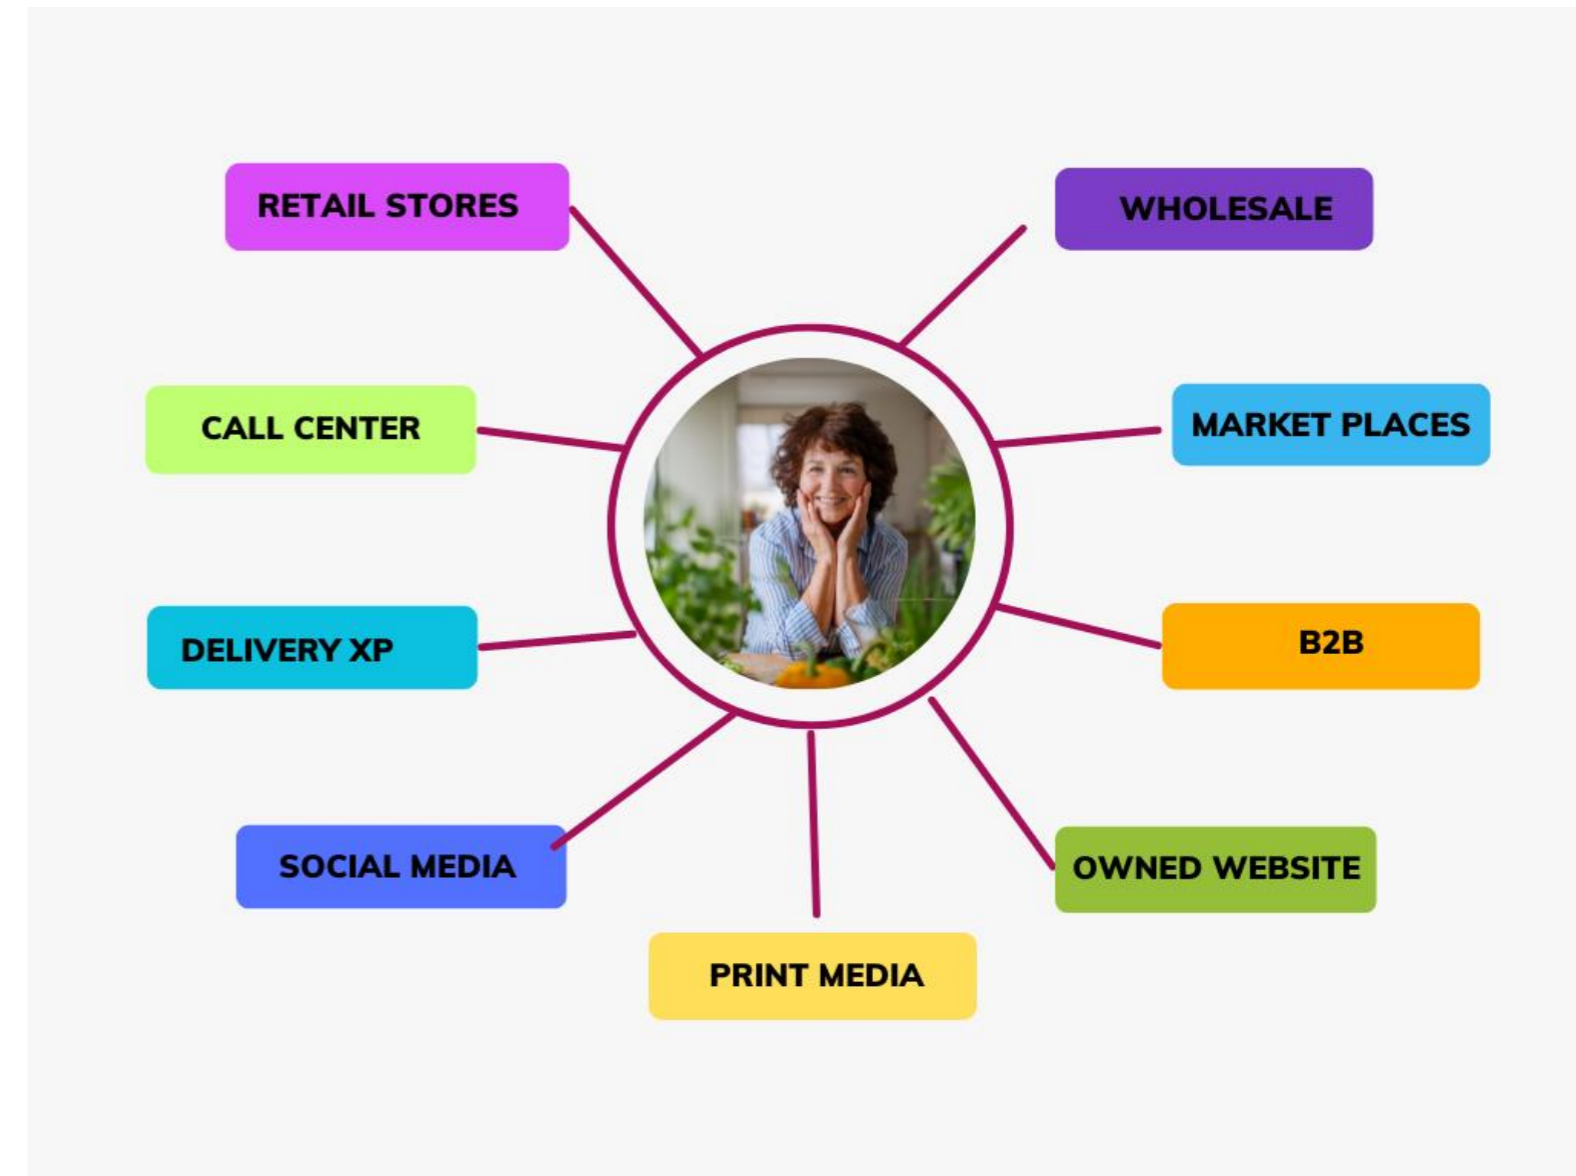 RETAIL STORES
WHOLESALE
CALL CENTER
MARKET PLACES
DELIVERY XP
B2B
SOCIAL MEDIA
OWNED WEBSITE
PRINT MEDIA